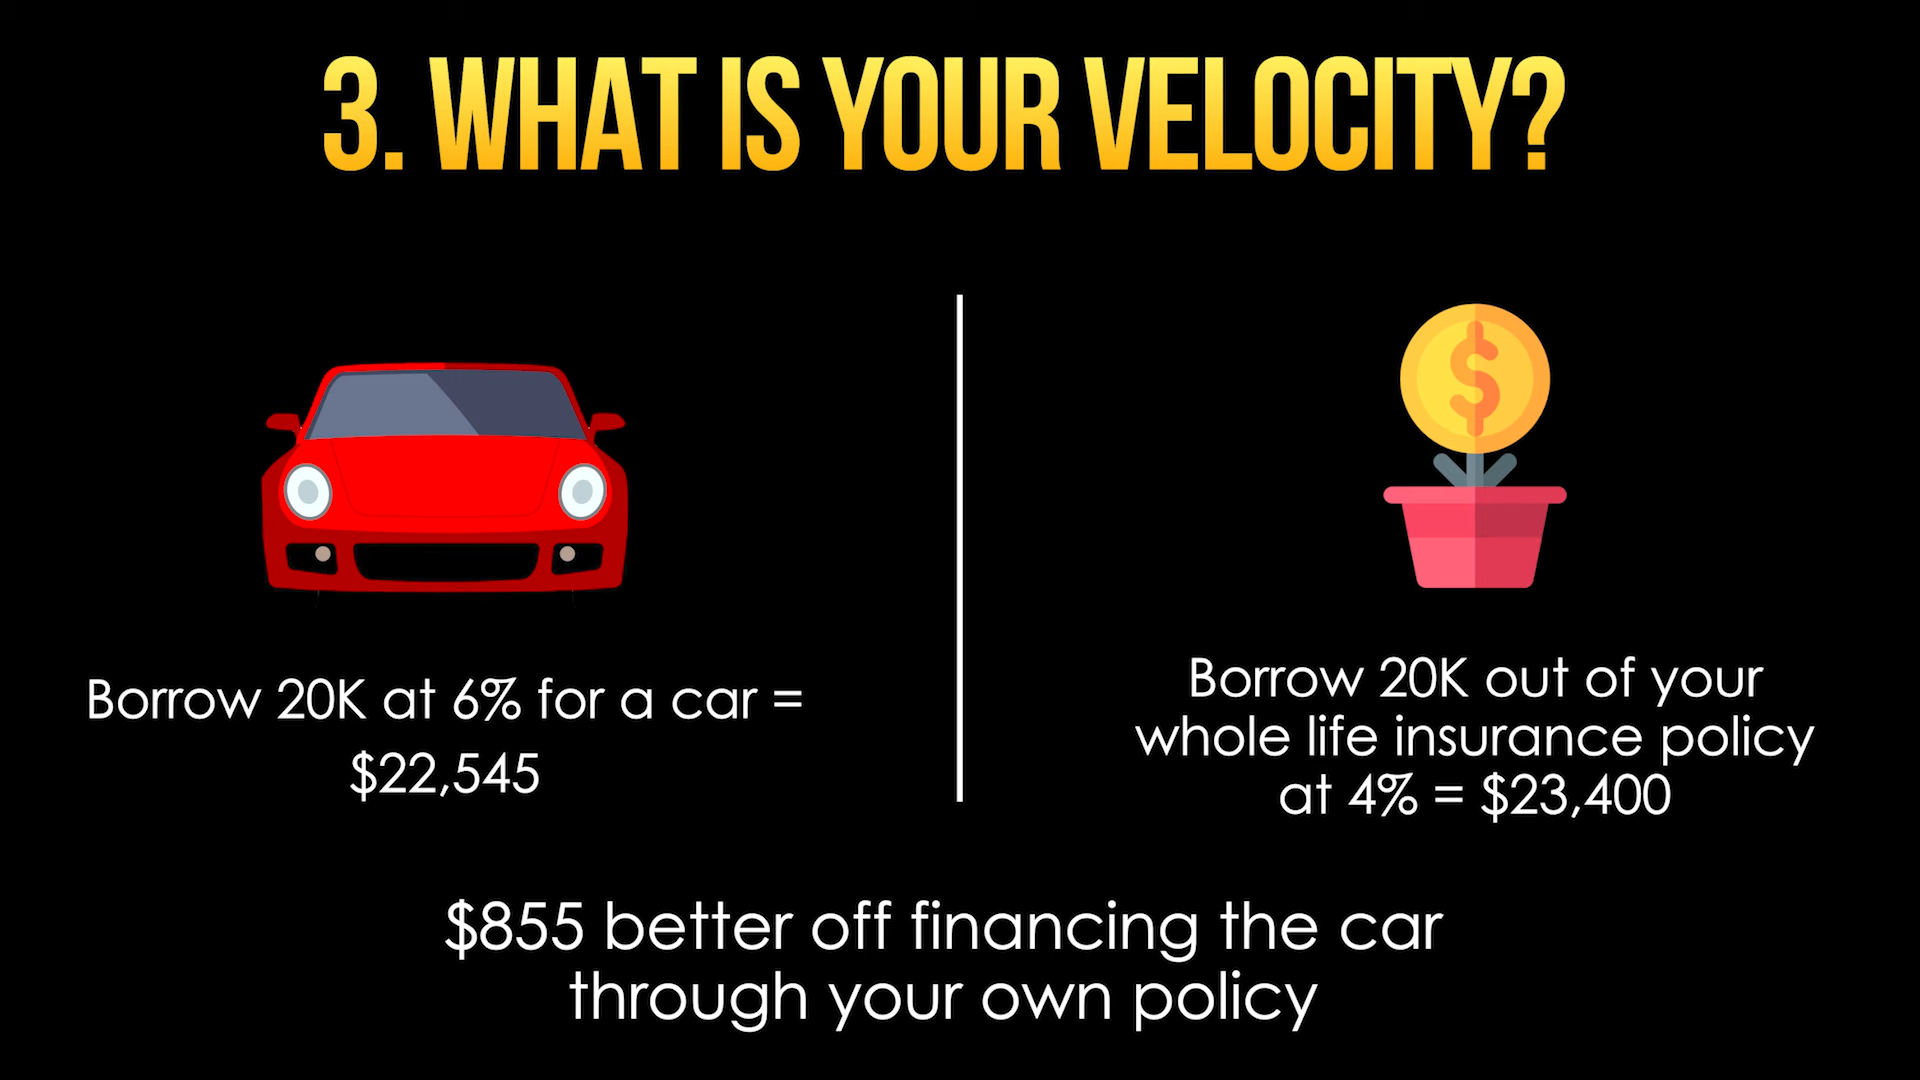 3. WHAT IS YOUR VELOCITY?
Borrow 20K at 6% for a car =
$22,545
Borrow 20K out of your
whole life insurance policy
at 4% = $23,400
$855 better off financing the car
through your own policy